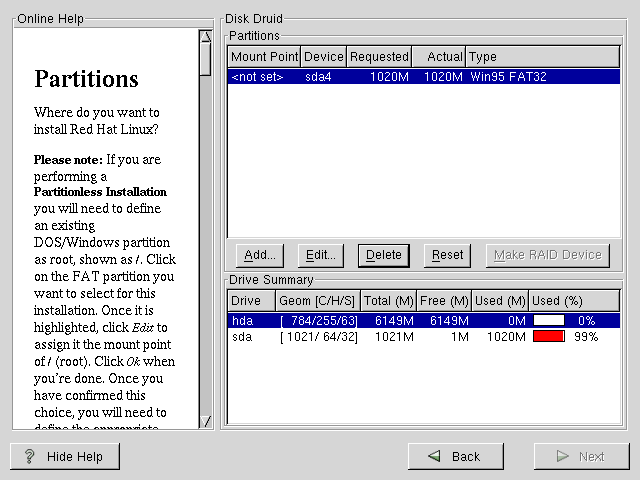 Online Help
Partitions
Where do you want to
install Red Hat Linux?
Please note: If you are
performing a
Partitionless Installation
you will need to define
an existing
DOS/Windows partition
as root, shown as /. Click
on the FAT partition you
want to select for this
installation. Once it is
highlighted, click Edit to
assign it the mount point
of / (root). Click Ok when
you're done. Once you
have confirmed this
choice, you will need to
define the appropriate
Disk Druid
Partitions
Mount Point Device Requested Actual Type
<not set> sda4 1020M 1020M Win95 FAT32
Add... Edit... Delete Reset Make RAID Device
Drive Summary
Drive Geom [C/H/S] Total (M) Free (M) Used (M) Used (%)
hda [ 784/255/63] 6149M 6149M 0M 0%
sda [ 1021/ 64/32] 1021M 1M 1020M 99%
? Hide Help Back Next